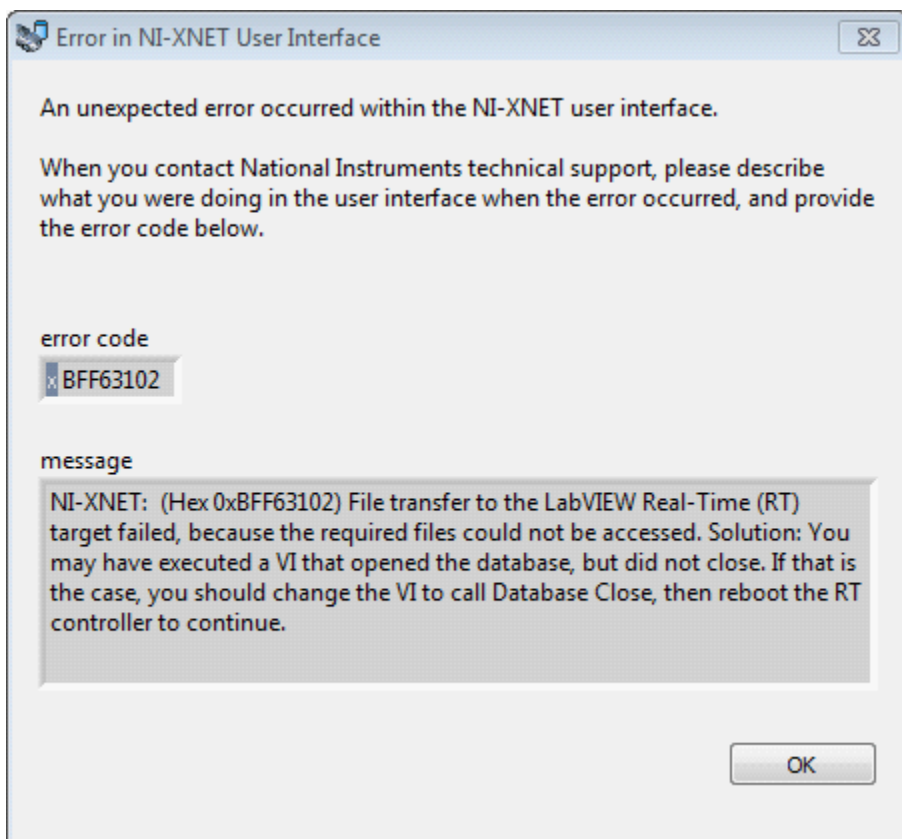 Error in NI-XNET User Interface
An unexpected error occurred within the NI-XNET user interface.
When you contact National Instruments technical support, please describe
what you were doing in the user interface when the error occurred, and provide
the error code below.
error code
x BFF63102
message
NI-XNET:  (Hex 0xBFF63102) File transfer to the LabVIEW Real-Time (RT)
target failed, because the required files could not be accessed. Solution: You
may have executed a VI that opened the database, but did not close. If that is
the case, you should change the VI to call Database Close, then reboot the RT
controller to continue.
OK